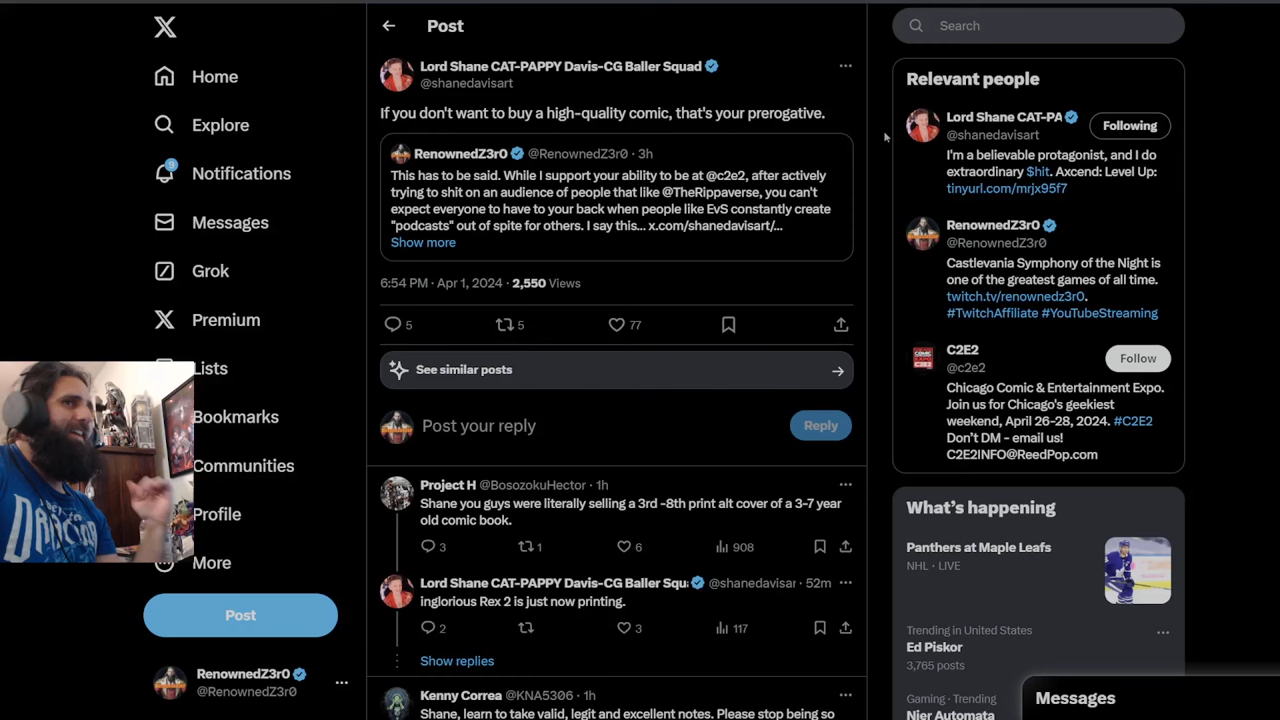 Home
Explore
9
Notifications
Messages
Grok
Premium
Lists
Bookmarks
Communities
Profile
More
Post
RenownedZ3r0
@RenownedZ3r0
Post
Lord Shane CAT-PAPPY Davis-CG Baller Squad
@shanedavisart
If you don't want to buy a high-quality comic, that's your prerogative.
RenownedZ3r0 @RenownedZ3r0 · 3h
This has to be said. While I support your ability to be at @c2e2, after actively
trying to shit on an audience of people that like @TheRippaverse, you can't
expect everyone to have to your back when people like EvS constantly create
"podcasts" out of spite for others. I say this... x.com/shanedavisart/...
Show more
6:54 PM · Apr 1, 2024 · 2,550 Views
5 5 77
See similar posts
Post your reply
Reply
Project H @BosozokuHector · 1h
Shane you guys were literally selling a 3rd -8th print alt cover of a 3-7 year
old comic book.
3 1 6 908
Lord Shane CAT-PAPPY Davis-CG Baller Squa @shanedavisar · 52m
inglorious Rex 2 is just now printing.
2 3 117
Show replies
Kenny Correa @KNA5306 · 1h
Shane, learn to take valid, legit and excellent notes. Please stop being so
Search
Relevant people
Lord Shane CAT-PA
Following
@shanedavisart
I'm a believable protagonist, and I do
extraordinary $hit. Axcend: Level Up:
tinyurl.com/mrjx95f7
RenownedZ3r0
@RenownedZ3r0
Castlevania Symphony of the Night is
one of the greatest games of all time.
twitch.tv/renownedz3r0.
#TwitchAffiliate #YouTubeStreaming
C2E2
@c2e2
Follow
Chicago Comic & Entertainment Expo.
Join us for Chicago's geekiest
weekend, April 26-28, 2024. #C2E2
Don't DM - email us!
C2E2INFO@ReedPop.com
What's happening
Panthers at Maple Leafs
NHL · LIVE
Trending in United States
Ed Piskor
3,765 posts
Gaming · Trending
Nier Automata
Messages